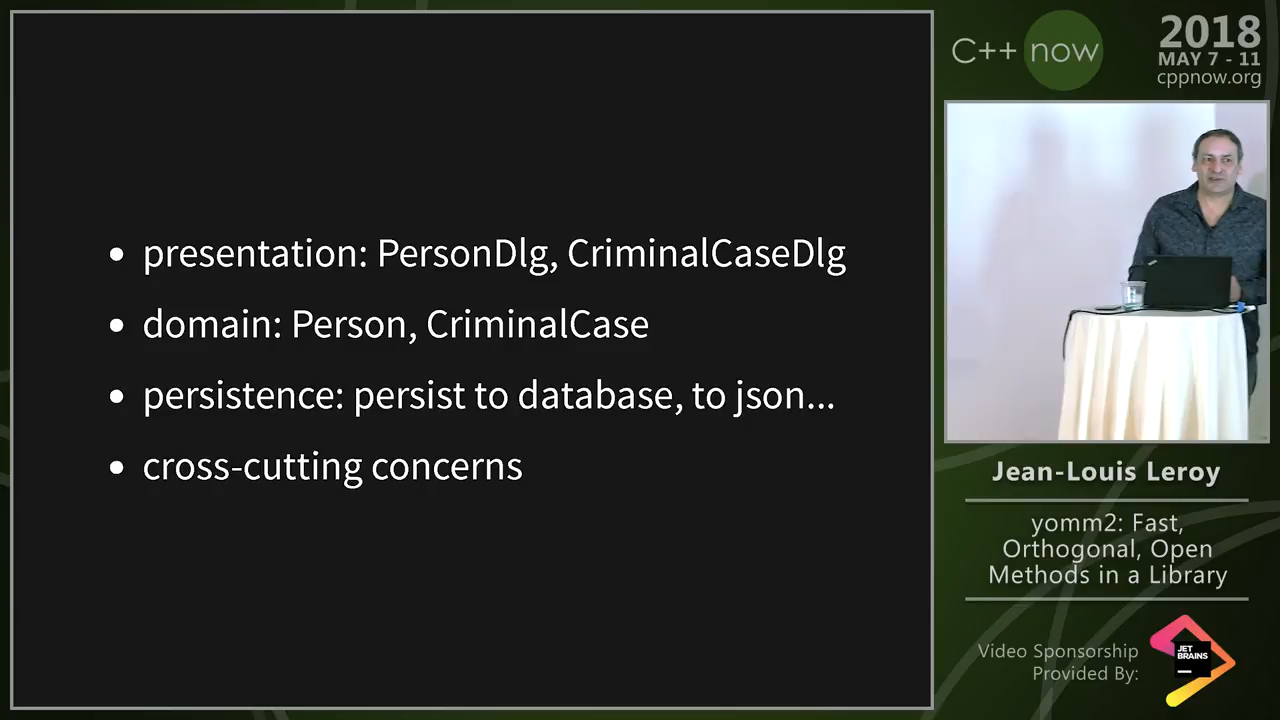 presentation: PersonDlg, CriminalCaseDlg
domain: Person, CriminalCase
persistence: persist to database, to json...
cross-cutting concerns
C++ now
2018
MAY 7 - 11
cppnow.org
Jean-Louis Leroy
yomm2: Fast,
Orthogonal, Open
Methods in a Library
Video Sponsorship
Provided By:
JET
BRAINS